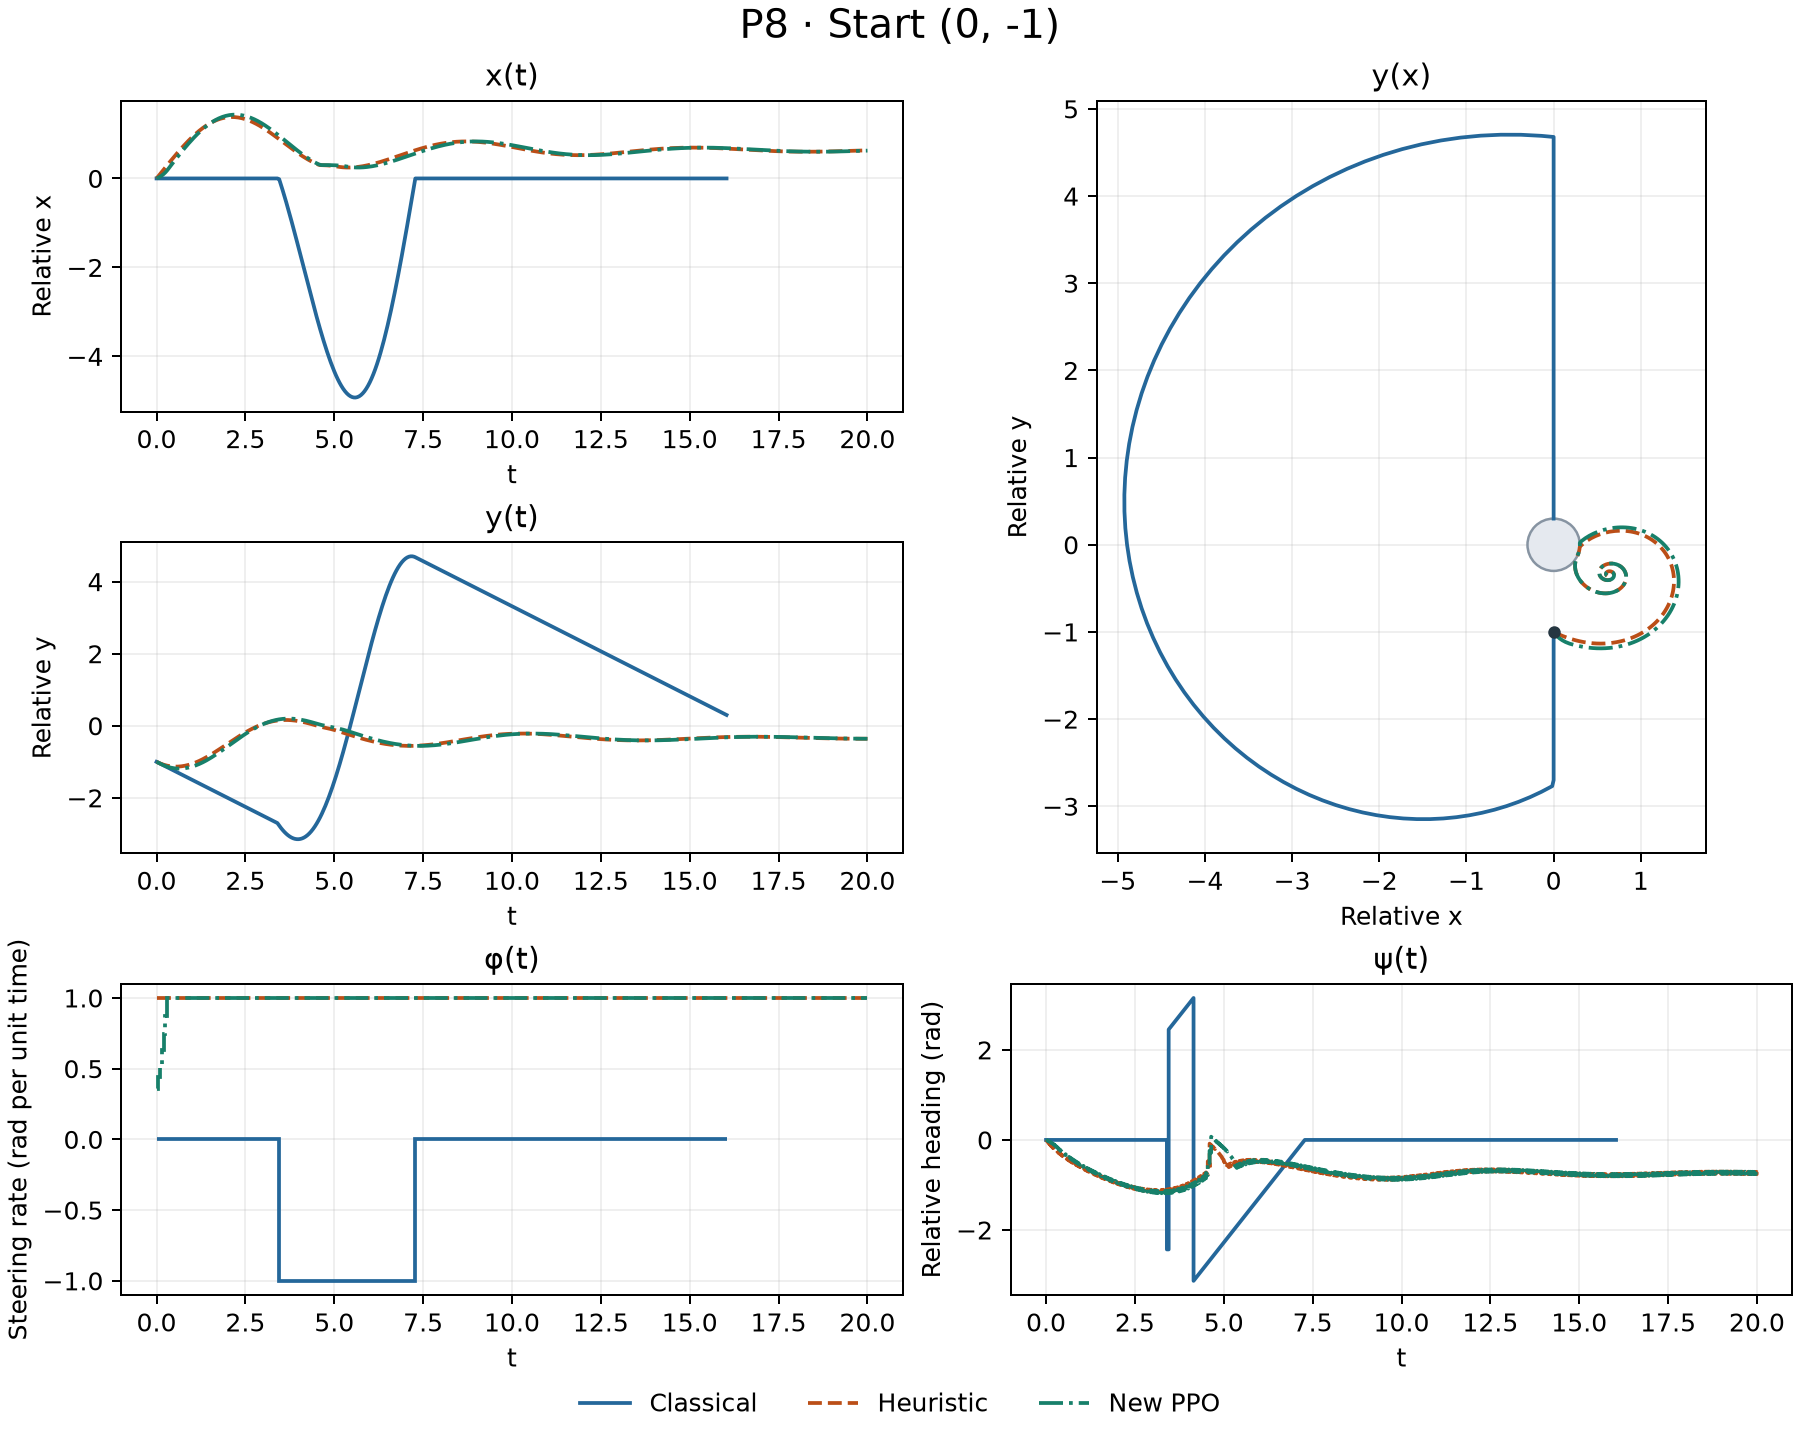 P8 · Start (0, -1)
x(t)
Relative x
0
−2
−4
0.0 2.5 5.0 7.5 10.0 12.5 15.0 17.5 20.0
t
y(x)
Relative y
5
4
3
2
1
0
−1
−2
−3
−5 −4 −3 −2 −1 0 1
Relative x
y(t)
Relative y
4
2
0
−2
0.0 2.5 5.0 7.5 10.0 12.5 15.0 17.5 20.0
t
φ(t)
Steering rate (rad per unit time)
1.0
0.5
0.0
−0.5
−1.0
0.0 2.5 5.0 7.5 10.0 12.5 15.0 17.5 20.0
t
ψ(t)
Relative heading (rad)
2
0
−2
0.0 2.5 5.0 7.5 10.0 12.5 15.0 17.5 20.0
t
Classical Heuristic New PPO